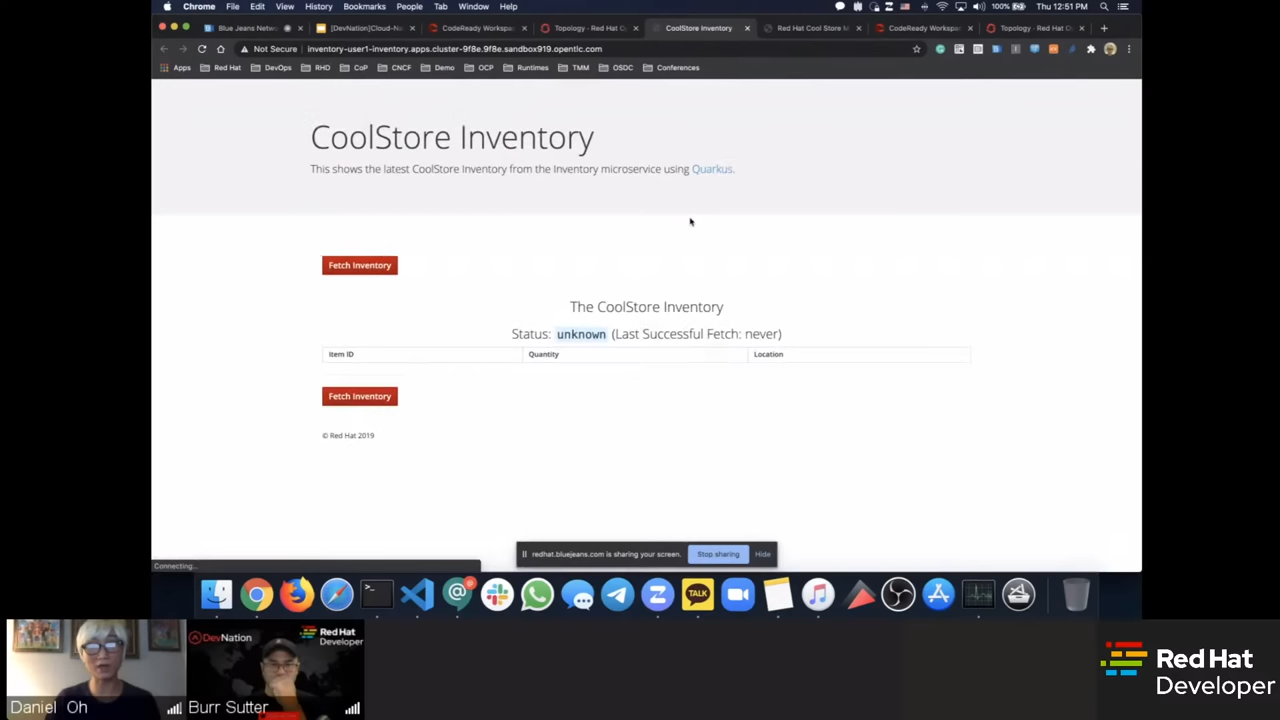 Chrome File Edit View History Bookmarks People Tab Window Help 100% Thu 12:51 PM
Blue Jeans Netw [DevNation]Cloud-Na CodeReady Workspac Topology - Red Hat O CoolStore Inventory Red Hat Cool Store M CodeReady Workspac Topology - Red Hat O
Not Secure inventory-user1-inventory.apps.cluster-9f8e.9f8e.sandbox919.opentlc.com
Apps Red Hat DevOps RHD CoP CNCF Demo OCP Runtimes TMM OSDC Conferences
CoolStore Inventory
This shows the latest CoolStore Inventory from the Inventory microservice using Quarkus.
Fetch Inventory
The CoolStore Inventory
Status: unknown (Last Successful Fetch: never)
Item ID Quantity Location
Fetch Inventory
© Red Hat 2019
redhat.bluejeans.com is sharing your screen. Stop sharing Hide
Connecting...
TALK
DevNation
Red Hat
Developer
Daniel Oh
Burr Sutter
Red Hat
Developer